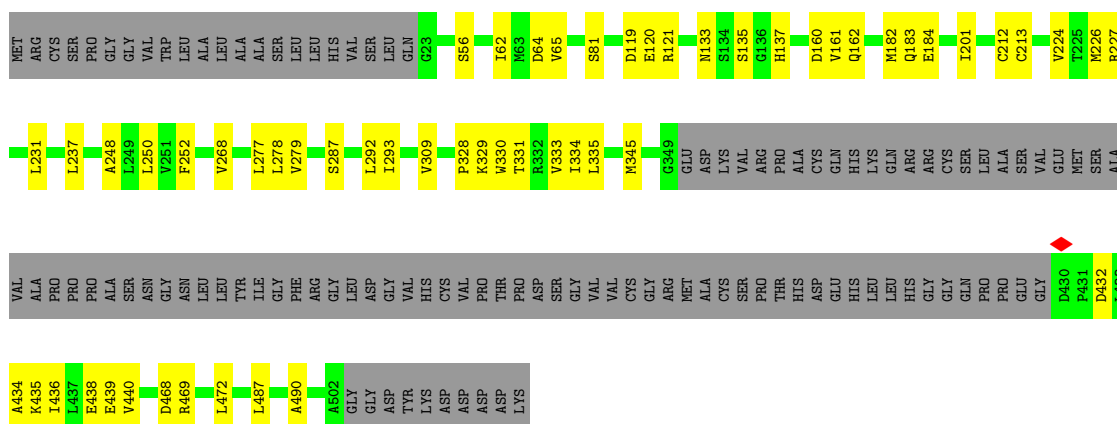 MET ARG CYS SER PRO GLY GLY VAL TRP LEU ALA ALA SER LEU LEU HIS VAL SER LEU GLN G23 S56 I62 M63 D64 V65 S81 D119 E120 R121 N133 S134 S135 G136 H137 D160 V161 Q162 M182 Q183 E184 I201 C212 C213 V224 T225 M226 R227
L231 L237 A248 L249 L250 V251 F252 V268 L277 L278 V279 S287 L292 I293 V309 P328 K329 W330 T331 R332 V333 I334 L335 M345 G349 GLU ASP LYS VAL ARG PRO ALA CYS GLN HIS LYS GLN ARG ARG CYS SER LEU ALA SER VAL GLU MET SER ALA
VAL ALA PRO PRO PRO ALA SER ASN GLY ASN LEU LEU TYR ILE GLY PHE ARG GLY LEU ASP GLY VAL HIS CYS VAL PRO THR PRO ASP SER GLY VAL VAL CYS GLY ARG MET ALA CYS SER PRO THR HIS ASP GLU HIS LEU LEU HIS GLY GLY GLN PRO PRO GLU GLY D430 P431 D432
A434 K435 I436 L437 E438 E439 V440 D468 R469 L472 L487 A490 A502 GLY GLY ASP TYR LYS ASP ASP ASP ASP LYS